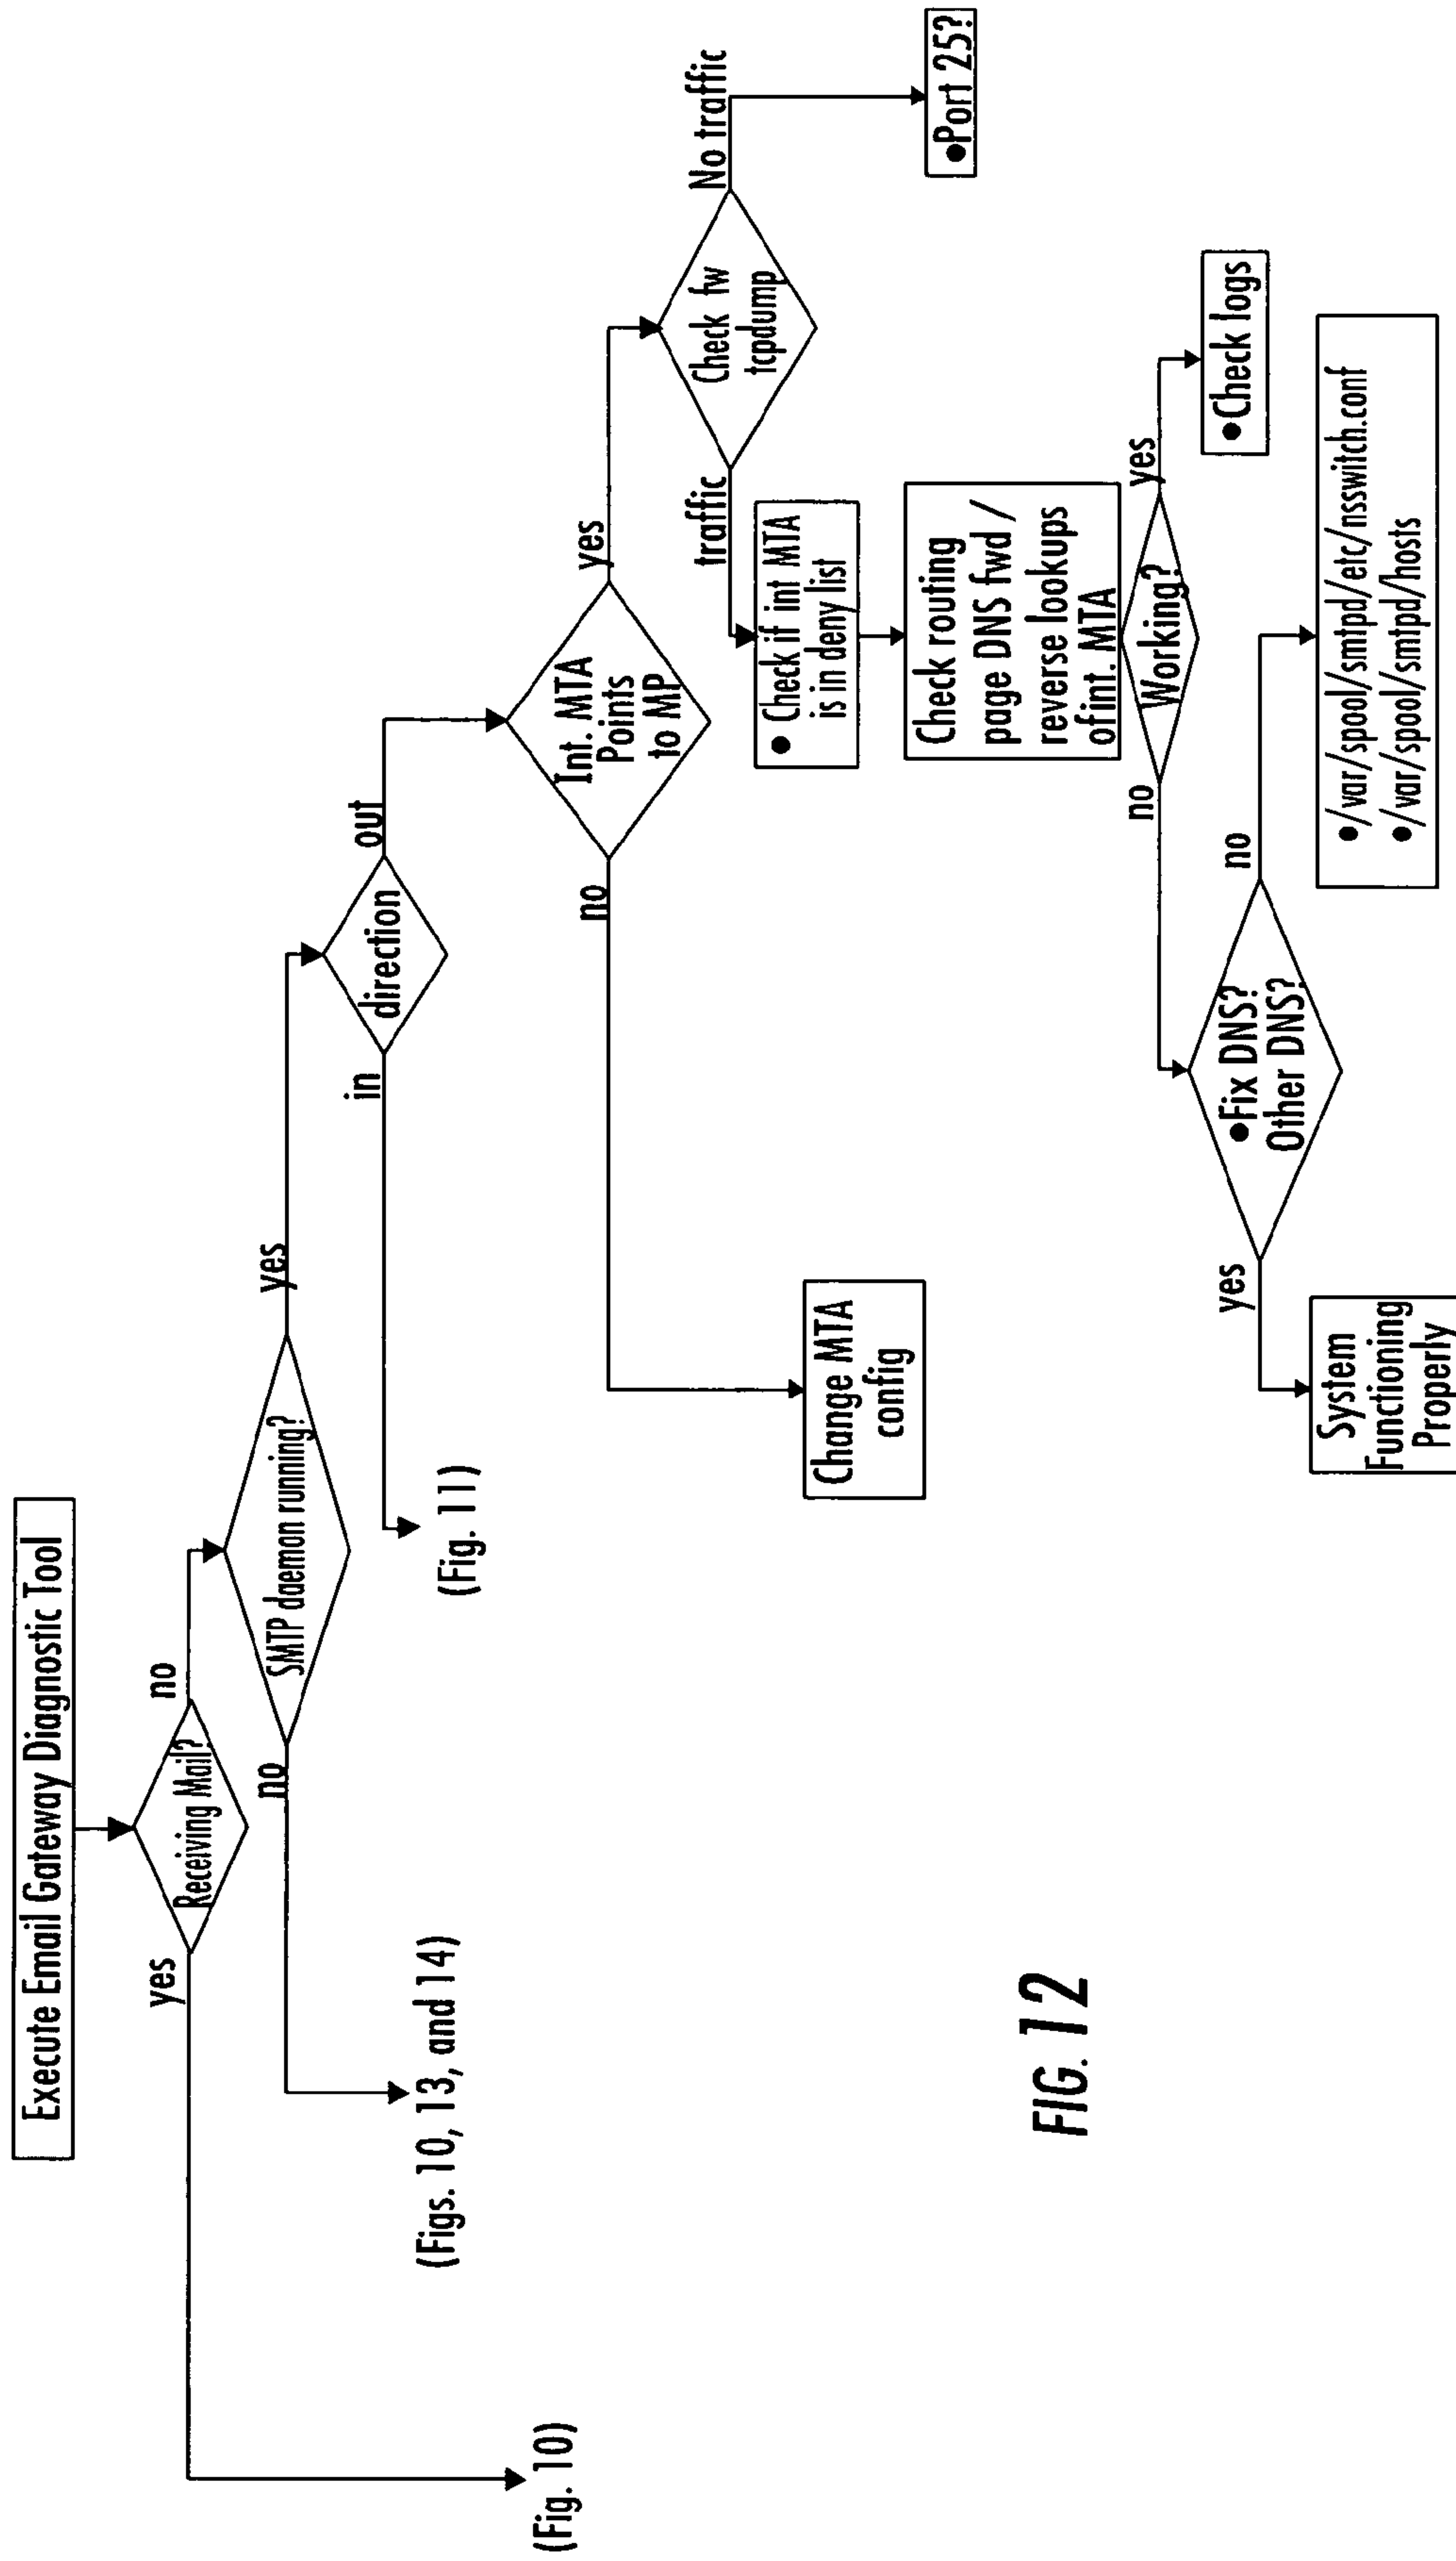 Execute Email Gateway Diagnostic Tool
yes
Receiving Mail?
no
no
SMTP daemon running?
yes
in
direction
out
(Fig. 10)
(Figs. 10, 13, and 14)
(Fig. 11)
no
Int. MTA
Points
to MP
yes
traffic
Check fw
tcpdump
No traffic
Change MTA
config
● Check if int MTA
is in deny list
●Port 25?
Check routing
page DNS fwd /
reverse lookups
of int. MTA
no
Working?
yes
●Check logs
yes
●Fix DNS?
Other DNS?
no
System
Functioning
Properly
●/var/spool/smtpd/etc/nsswitch.conf
●/var/spool/smtpd/hosts
FIG. 12